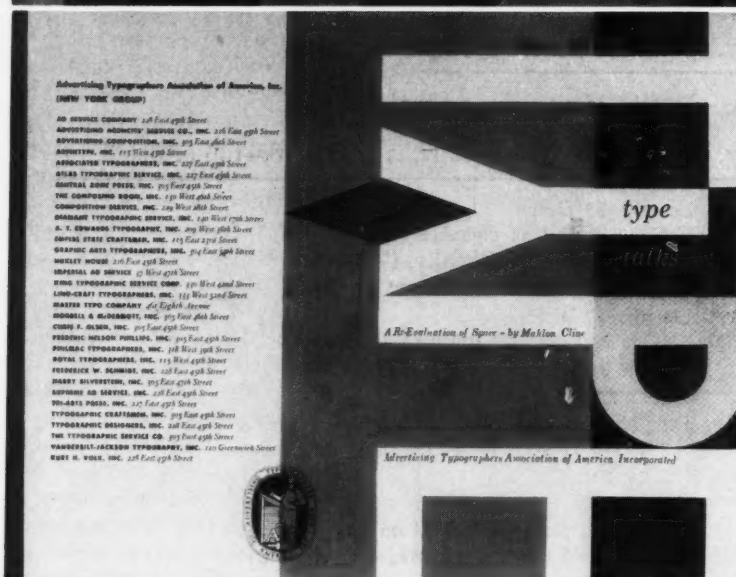 Advertising Typographers Association of America, Inc.
(NEW YORK GROUP)
AD SERVICE COMPANY 228 East 45th Street
ADVERTISING AGENCIES' SERVICE CO., INC. 216 East 45th Street
ADVERTISING COMPOSITION, INC. 305 East 46th Street
ADVERTYPE, INC. 115 West 45th Street
ASSOCIATED TYPOGRAPHERS, INC. 227 East 45th Street
ATLAS TYPOGRAPHIC SERVICE, INC. 227 East 45th Street
CENTRAL ZONE PRESS, INC. 305 East 45th Street
THE COMPOSING ROOM, INC. 130 West 46th Street
COMPOSITION SERVICE, INC. 229 West 28th Street
DIAMANT TYPOGRAPHIC SERVICE, INC. 140 West 17th Street
A. T. EDWARDS TYPOGRAPHY, INC. 209 West 38th Street
EMPIRE STATE CRAFTSMEN, INC. 115 East 23rd Street
GRAPHIC ARTS TYPOGRAPHERS, INC. 304 East 45th Street
HUXLEY HOUSE 216 East 45th Street
IMPERIAL AD SERVICE 37 West 47th Street
KING TYPOGRAPHIC SERVICE CORP. 330 West 42nd Street
LINO-CRAFT TYPOGRAPHERS, INC. 333 West 52nd Street
MASTER TYPO COMPANY 461 Eighth Avenue
MORRELL & McDERMOTT, INC. 305 East 46th Street
CHRIS F. OLSEN, INC. 305 East 45th Street
FREDERIC NELSON PHILLIPS, INC. 305 East 45th Street
PHILMAC TYPOGRAPHERS, INC. 318 West 39th Street
ROYAL TYPOGRAPHERS, INC. 115 West 45th Street
FREDERICK W. SCHMIDT, INC. 228 East 45th Street
HARRY SILVERSTEIN, INC. 305 East 47th Street
SUPREME AD SERVICE, INC. 228 East 45th Street
TRI-ARTS PRESS, INC. 227 East 45th Street
TYPOGRAPHIC CRAFTSMEN, INC. 305 East 45th Street
TYPOGRAPHIC DESIGNERS, INC. 228 East 45th Street
THE TYPOGRAPHIC SERVICE CO. 305 East 45th Street
VANDERBILT-JACKSON TYPOGRAPHY, INC. 110 Greenwich Street
KURT H. VOLK, INC. 228 East 45th Street
type
talks
A Re-Evaluation of Space - by Mahlon Cline
Advertising Typographers Association of America Incorporated